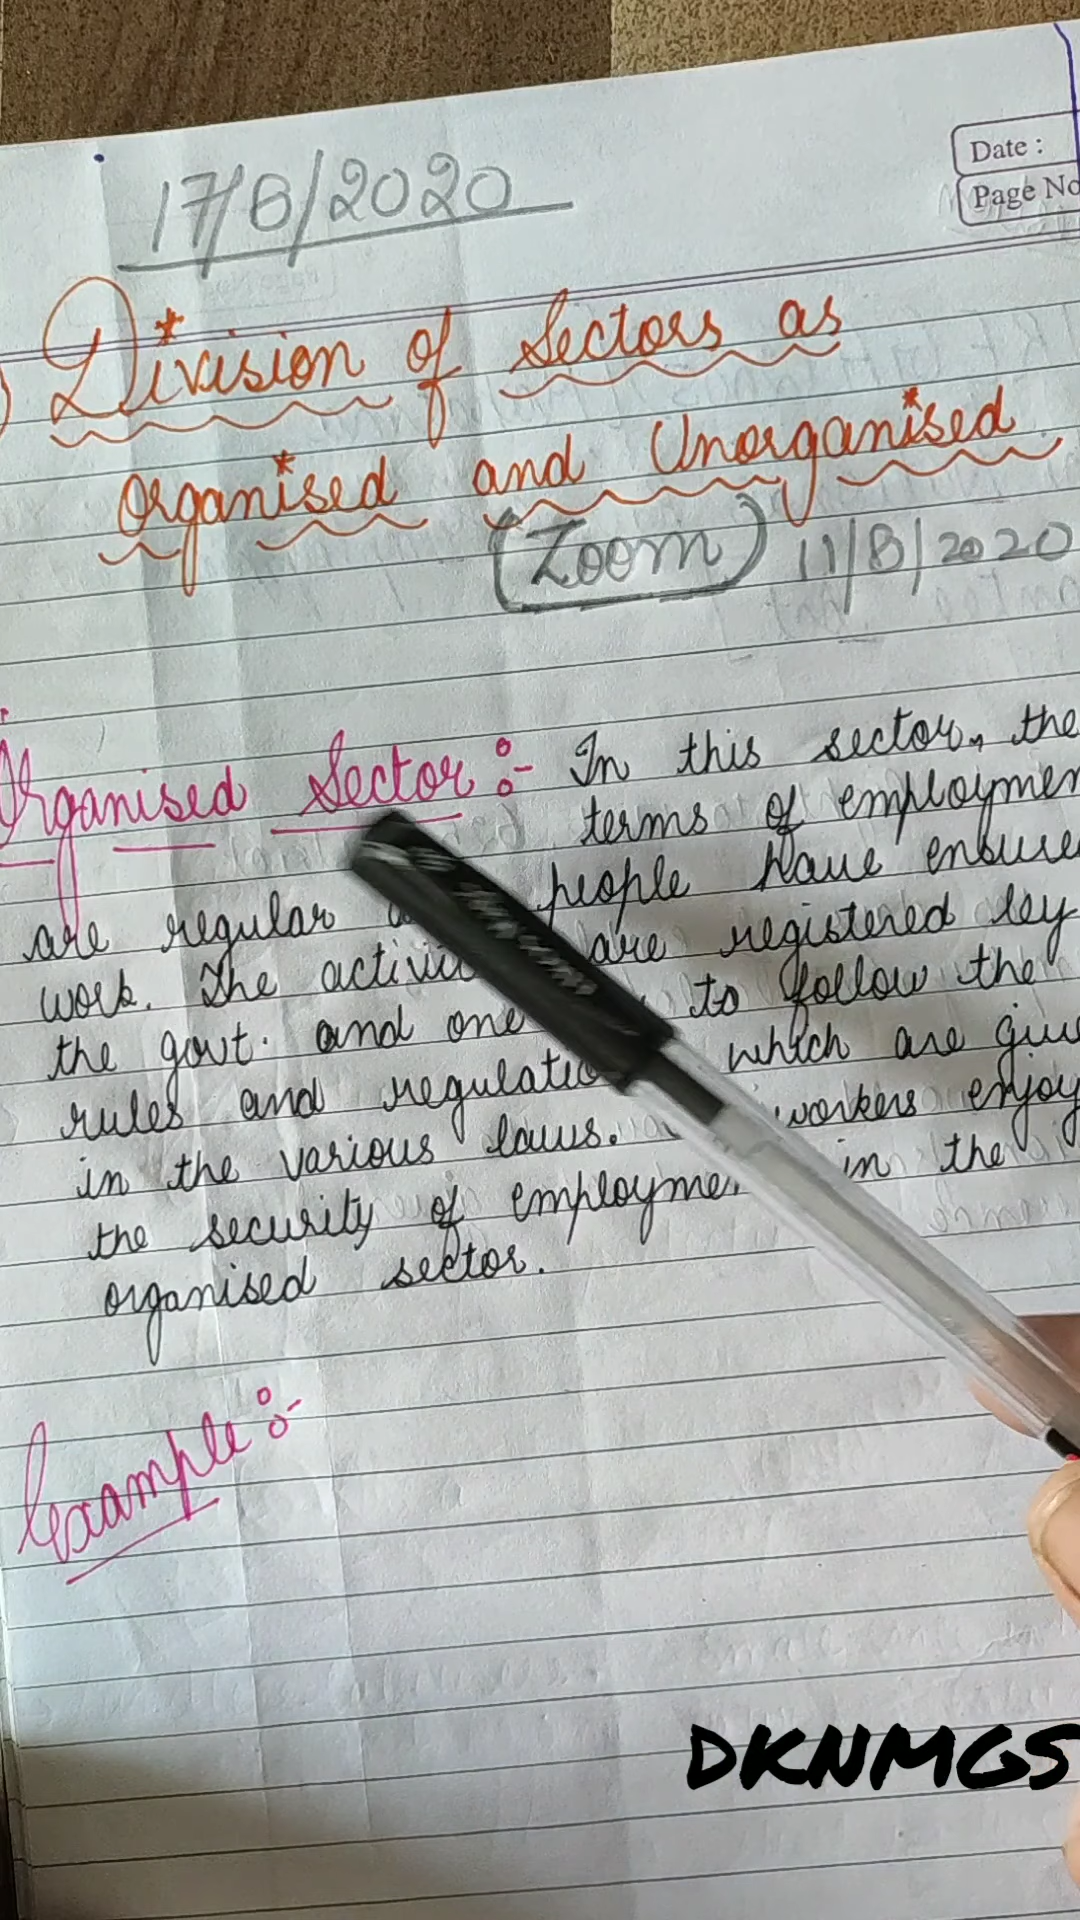 Date :
Page No
17/6/2020
Division of Sectors as
Organised and Unorganised
(Zoom) 11/8/2020
Organised Sector :- In this sector, the
terms of employmen
are regular people have ensure
work. The activi are registered by
the govt. and one to follow the
rules and regulatio which are give
in the various laws. workers enjoy
the security of employme in the
organised sector.
Example :-
DKNMGS